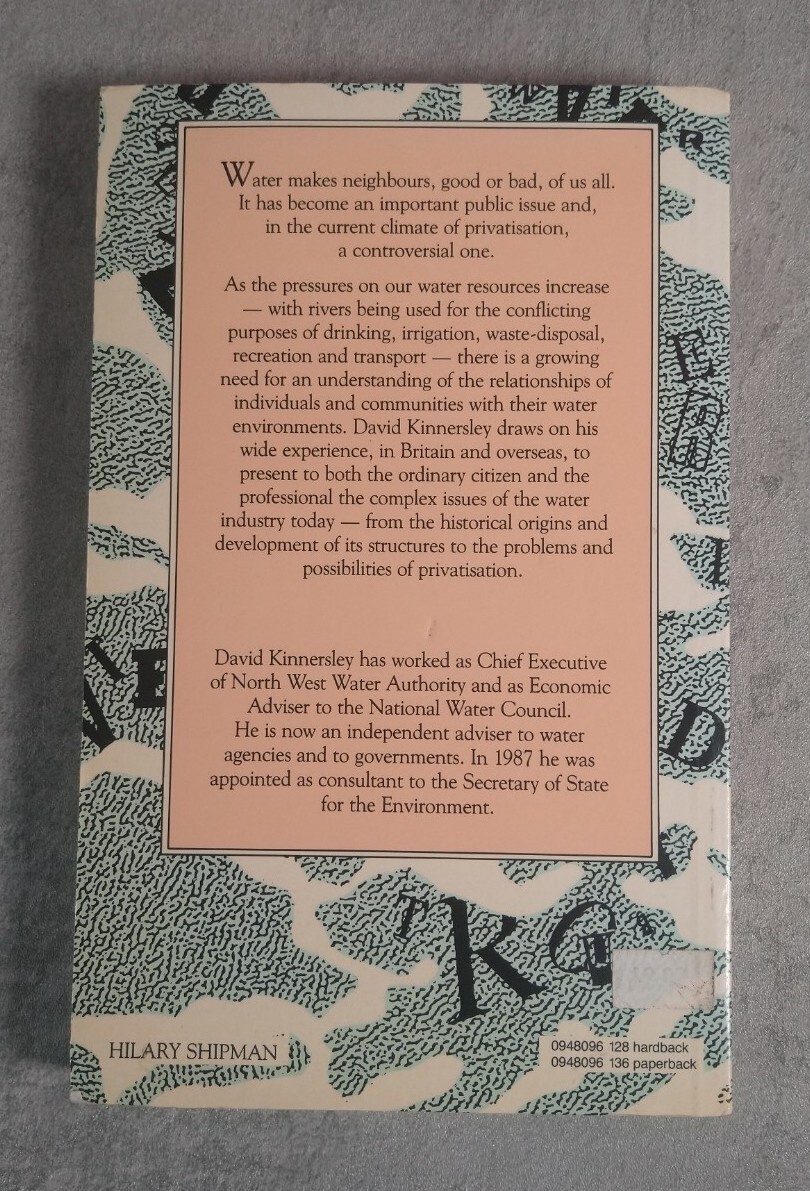 Water makes neighbours, good or bad, of us all.
It has become an important public issue and,
in the current climate of privatisation,
a controversial one.
As the pressures on our water resources increase
— with rivers being used for the conflicting
purposes of drinking, irrigation, waste-disposal,
recreation and transport — there is a growing
need for an understanding of the relationships of
individuals and communities with their water
environments. David Kinnersley draws on his
wide experience, in Britain and overseas, to
present to both the ordinary citizen and the
professional the complex issues of the water
industry today — from the historical origins and
development of its structures to the problems and
possibilities of privatisation.
David Kinnersley has worked as Chief Executive
of North West Water Authority and as Economic
Adviser to the National Water Council.
He is now an independent adviser to water
agencies and to governments. In 1987 he was
appointed as consultant to the Secretary of State
for the Environment.
T K G
HILARY SHIPMAN
0948096 128 hardback
0948096 136 paperback